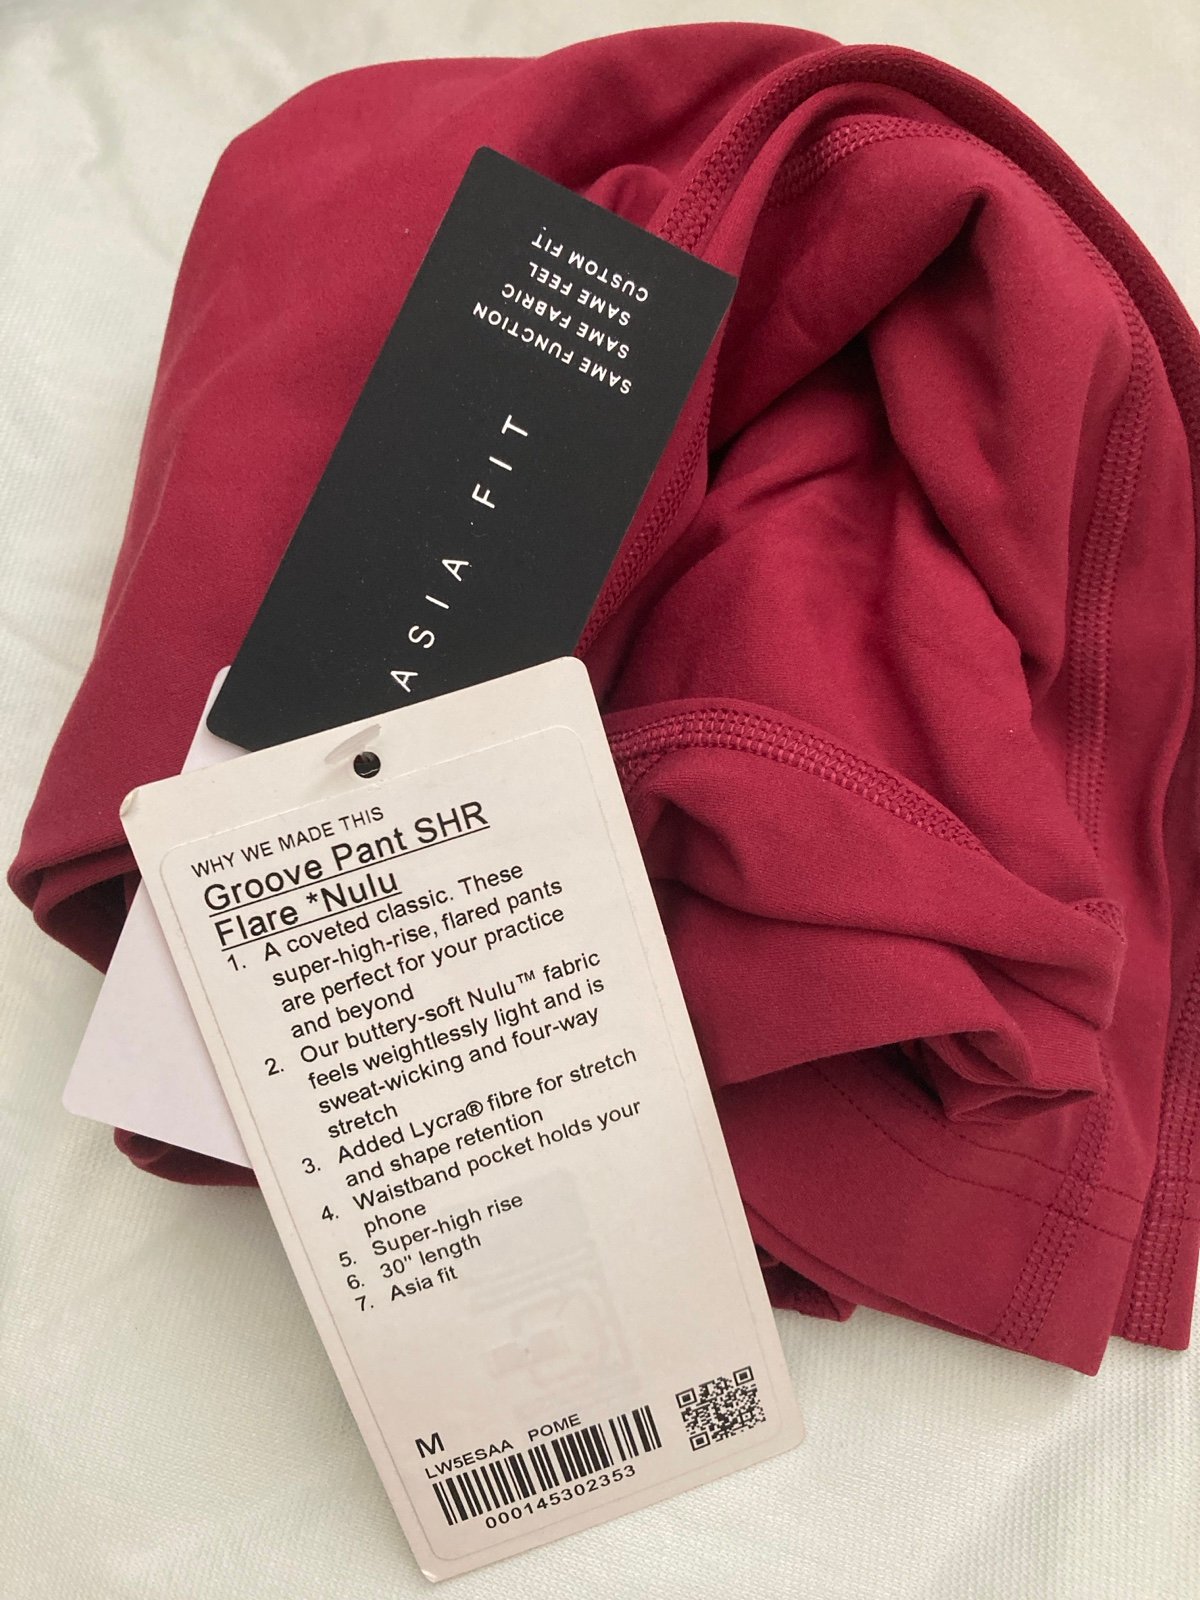 SAME FUNCTION
SAME FABRIC
SAME FEEL
CUSTOM FIT
ASIA FIT
WHY WE MADE THIS
Groove Pant SHR
Flare *Nulu
1. A coveted classic. These
super-high-rise, flared pants
are perfect for your practice
and beyond
2. Our buttery-soft Nulu™ fabric
feels weightlessly light and is
sweat-wicking and four-way
stretch
3. Added Lycra® fibre for stretch
and shape retention
4. Waistband pocket holds your
phone
5. Super-high rise
6. 30" length
7. Asia fit
M
LW5ESAA POME
000145302353